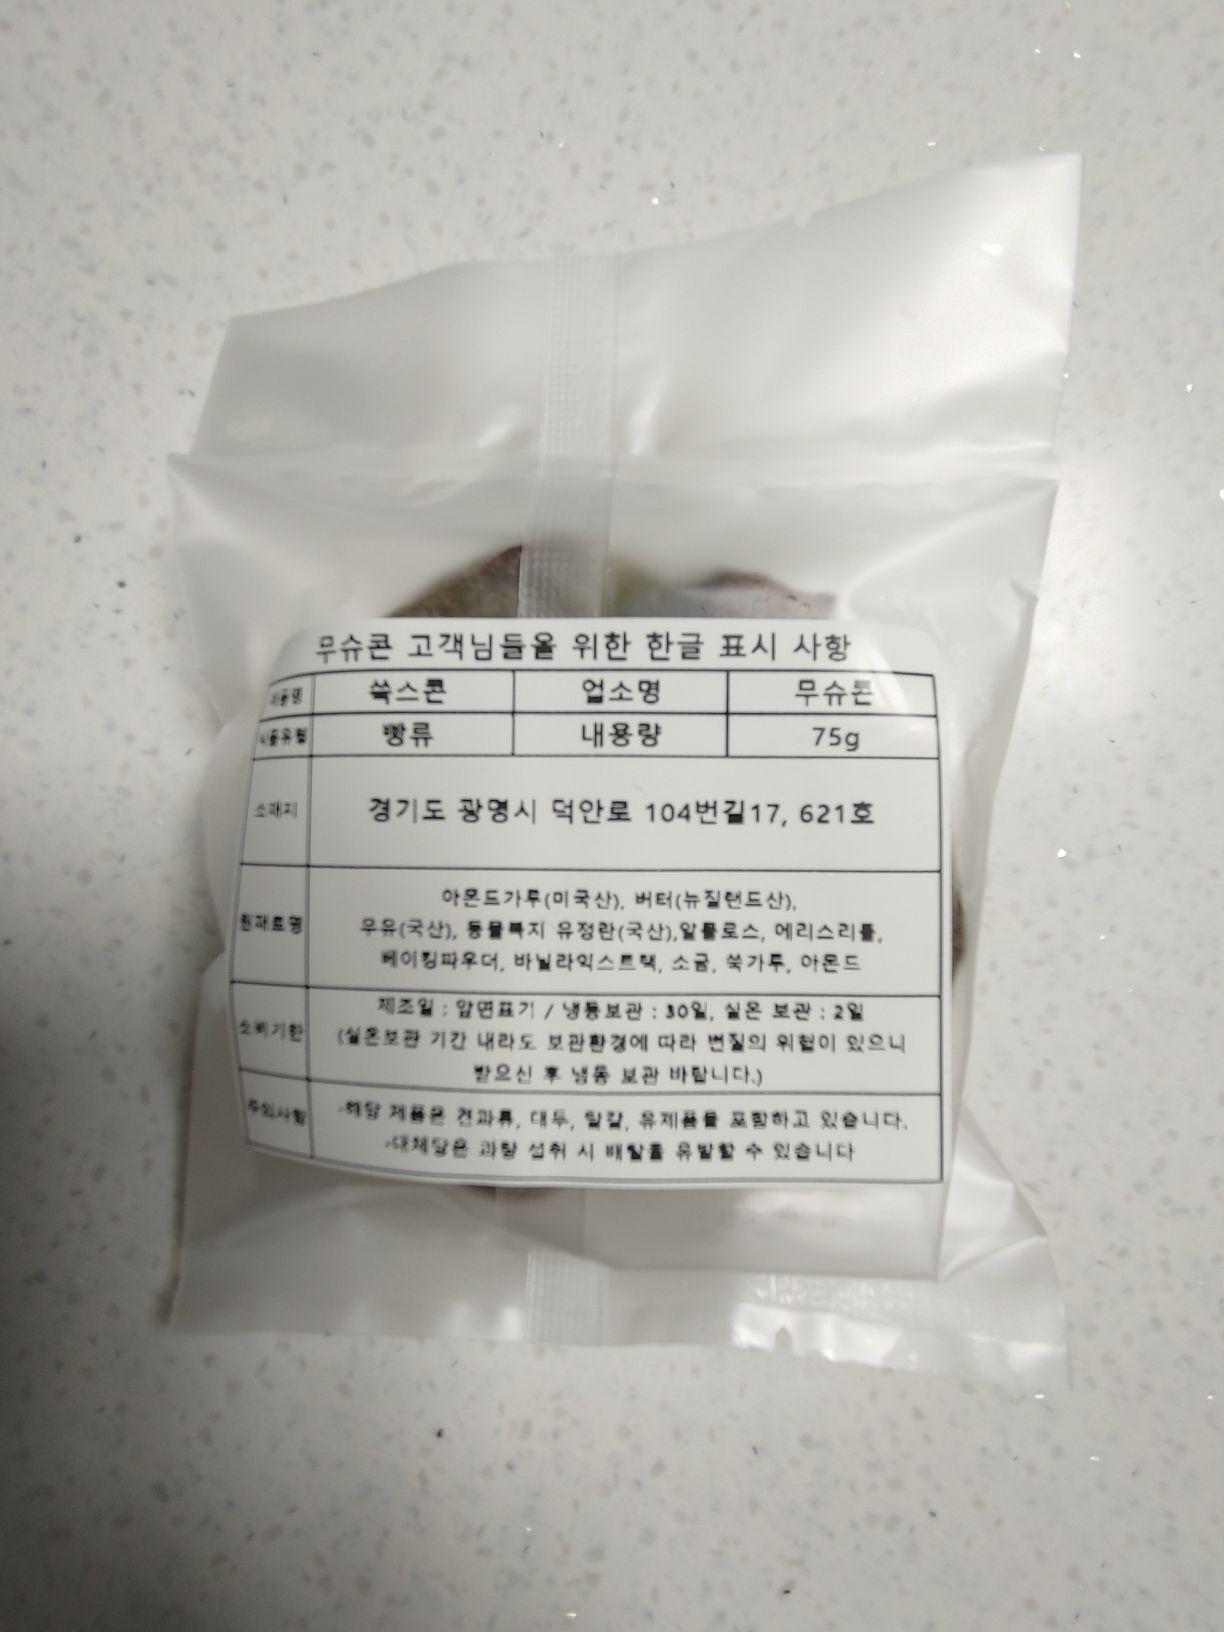 무슈콘 고객님들을 위한 한글 표시 사항
제품명 쑥스콘 업소명 무슈콘
식품유형 빵류 내용량 75g
소재지 경기도 광명시 덕안로 104번길17, 621호
원재료명
아몬드가루(미국산), 버터(뉴질랜드산),
우유(국산), 동물복지 유정란(국산),알룰로스, 에리스리톨,
베이킹파우더, 바닐라익스트랙, 소금, 쑥가루, 아몬드
소비기한
제조일 : 앞면표기 / 냉동보관 : 30일, 실온 보관 : 2일
(실온보관 기간 내라도 보관환경에 따라 변질의 위험이 있으니
받으신 후 냉동 보관 바랍니다.)
주의사항
-해당 제품은 견과류, 대두, 달걀, 유제품을 포함하고 있습니다.
-대체당은 과량 섭취 시 배탈을 유발할 수 있습니다